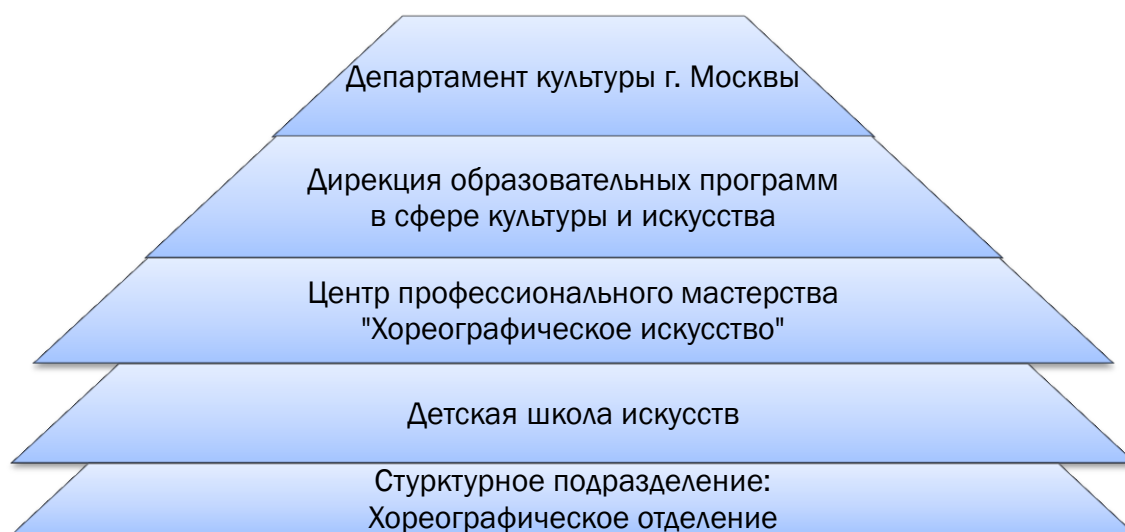 Департамент культуры г. Москвы
Дирекция образовательных программ
в сфере культуры и искусства
Центр профессионального мастерства
"Хореографическое искусство"
Детская школа искусств
Стурктурное подразделение:
Хореографическое отделение